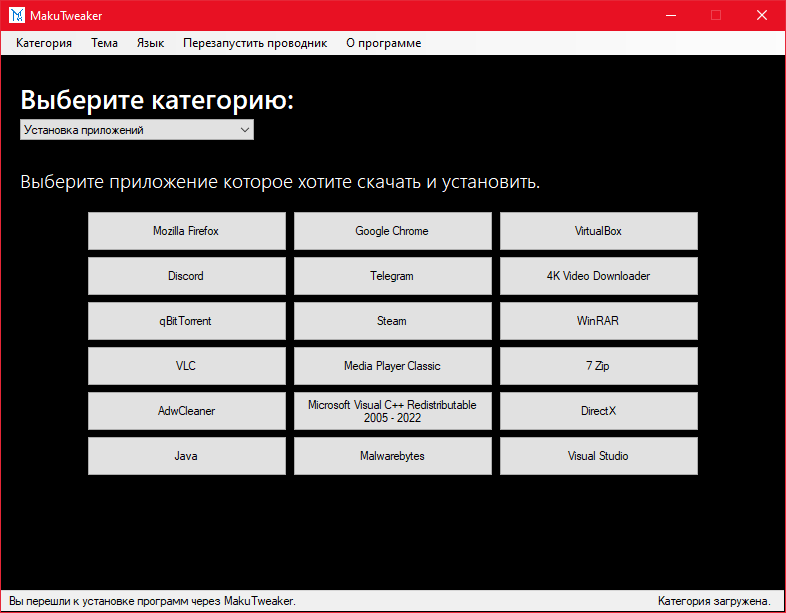 MakuTweaker
Категория Тема Язык Перезапустить проводник О программе
Выберите категорию:
Установка приложений
Выберите приложение которое хотите скачать и установить.
Mozilla Firefox Google Chrome VirtualBox
Discord Telegram 4K Video Downloader
qBitTorrent Steam WinRAR
VLC Media Player Classic 7 Zip
AdwCleaner Microsoft Visual C++ Redistributable
2005 - 2022 DirectX
Java Malwarebytes Visual Studio
Вы перешли к установке программ через MakuTweaker. Категория загружена.